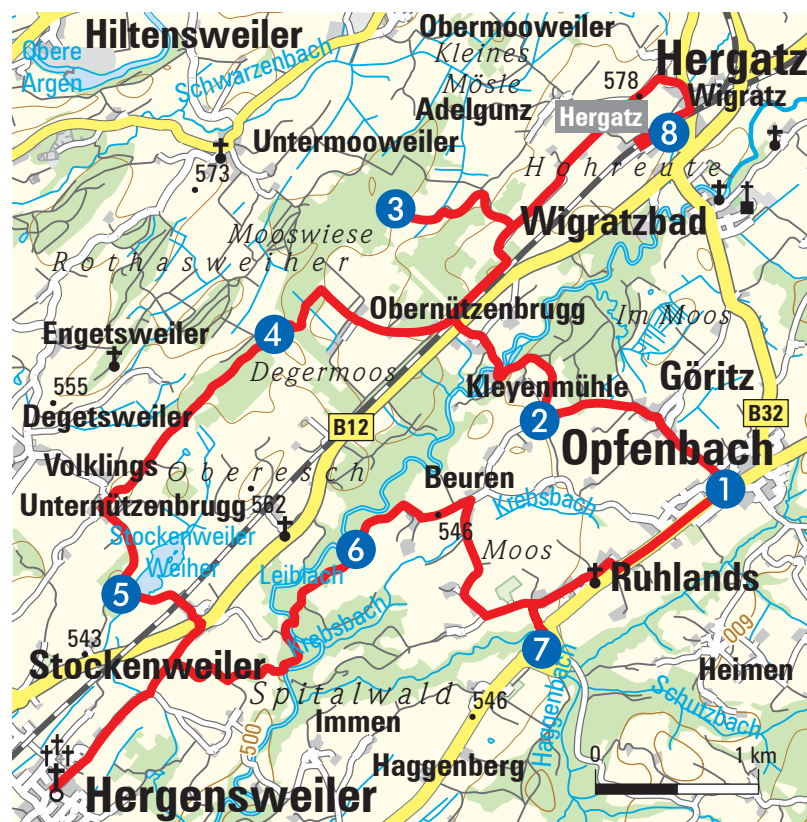 Hiltensweiler
Obermooweiler
Hergatz
Obere
Argen
Schwarzenbach
Kleines
Mösle
578
Wigratz
Adelgunz
Hergatz
8
Untermooweiler
Hohreute
573
3
Mooswiese
Wigratzbad
Rothasweiher
Obernützenbrugg
Im Moos
4
Engetsweiler
Degermoos
Kleyenmühle
Göritz
555
2
B32
Degetsweiler
B12
Opfenbach
Volklings
Oberesch
Beuren
1
Unternützenbrugg
562
Krebsbach
546
Stockenweiler
Weiher
6
Moos
Leiblach
Ruhlands
5
Krebsbach
7
600
543
Stockenweiler
Heimen
Spitalwald
546
Schutzbach
Immen
Haggenbach
500
Haggenberg
0
1 km
Hergensweiler